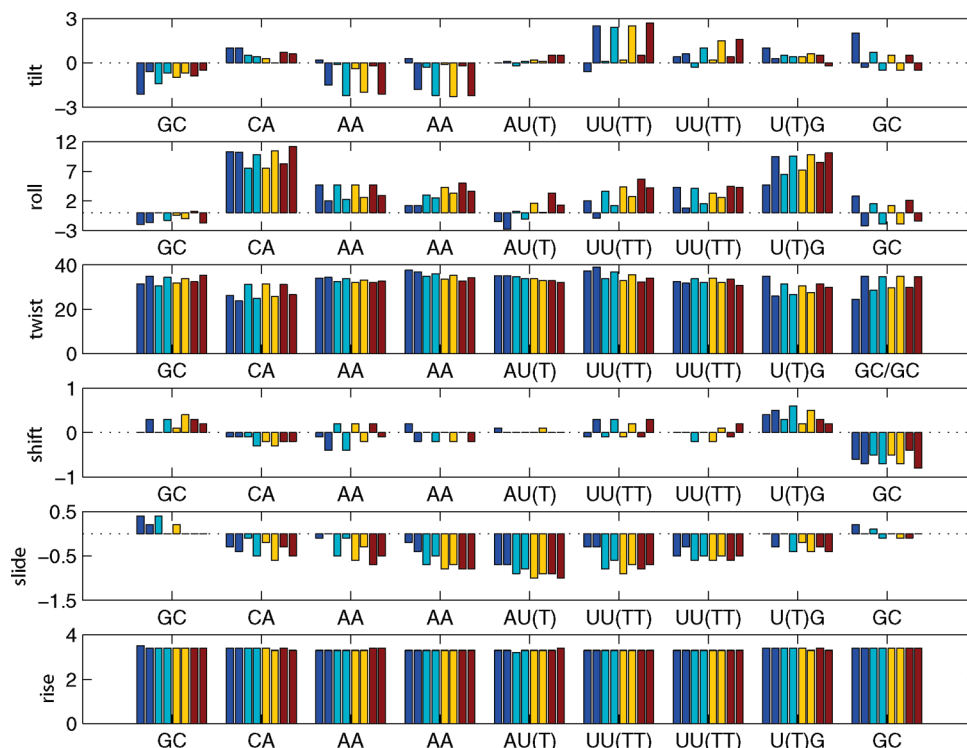 3
0
−3
tilt
GC CA AA AA AU(T) UU(TT) UU(TT) U(T)G GC
12
7
2
−3
roll
GC CA AA AA AU(T) UU(TT) UU(TT) U(T)G GC
40
20
0
twist
GC CA AA AA AU(T) UU(TT) UU(TT) U(T)G GC/GC
1
0
−1
shift
GC CA AA AA AU(T) UU(TT) UU(TT) U(T)G GC
0.5
−0.5
−1.5
slide
GC CA AA AA AU(T) UU(TT) UU(TT) U(T)G GC
4
2
0
rise
GC CA AA AA AU(T) UU(TT) UU(TT) U(T)G GC